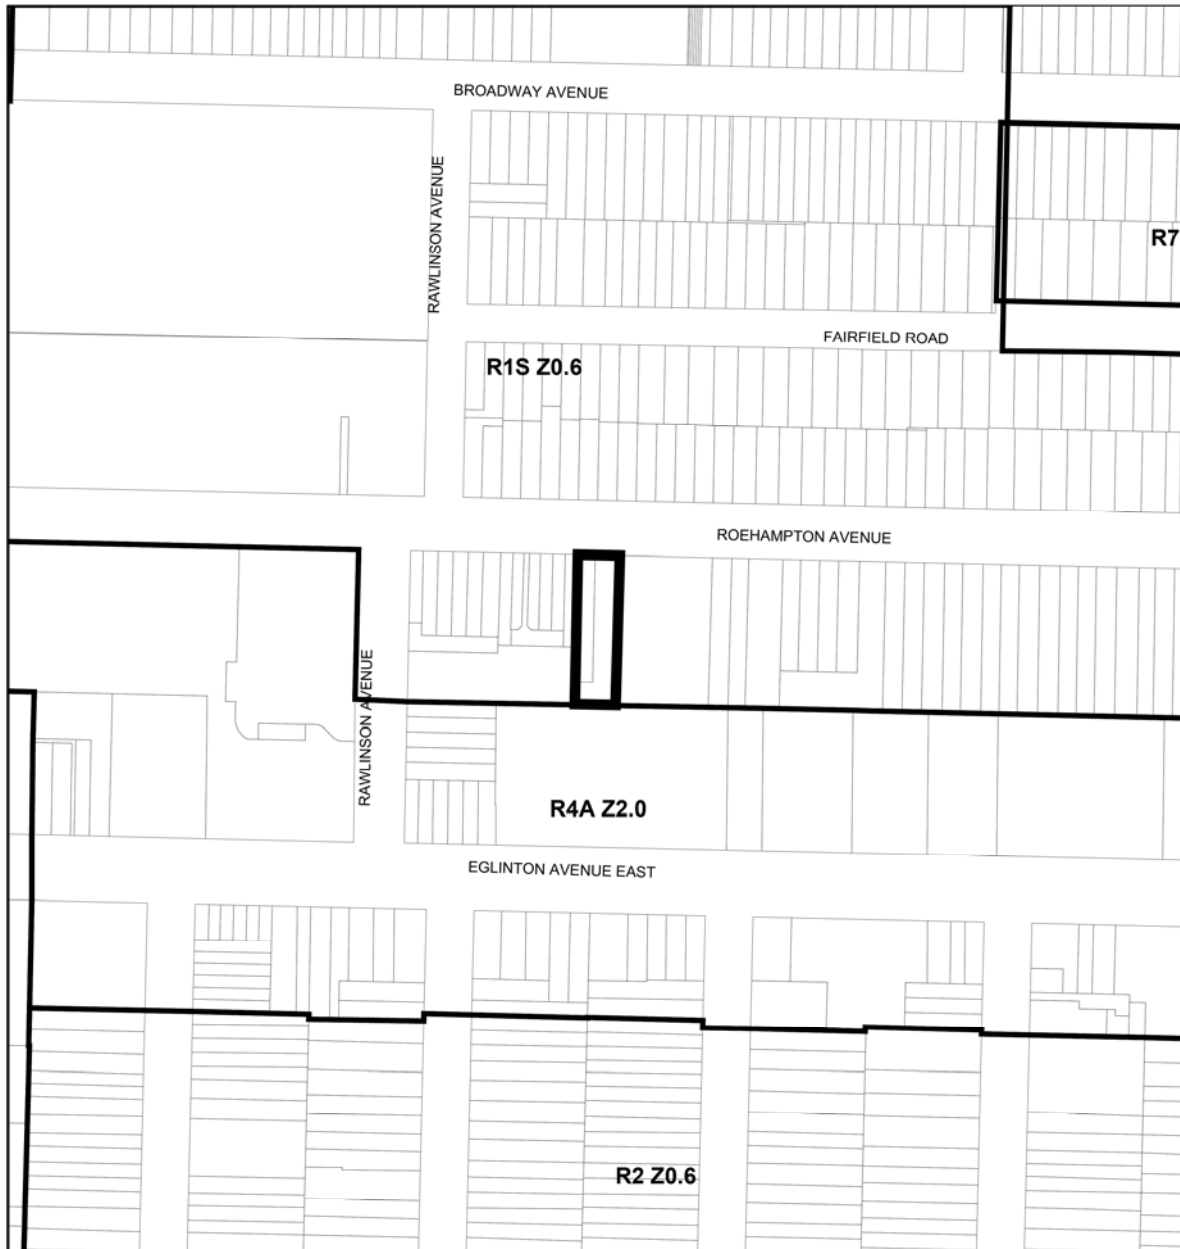 BROADWAY AVENUE
RAWLINSON AVENUE
R7
FAIRFIELD ROAD
R1S Z0.6
ROEHAMPTON AVENUE
RAWLINSON AVENUE
R4A Z2.0
EGLINTON AVENUE EAST
R2 Z0.6